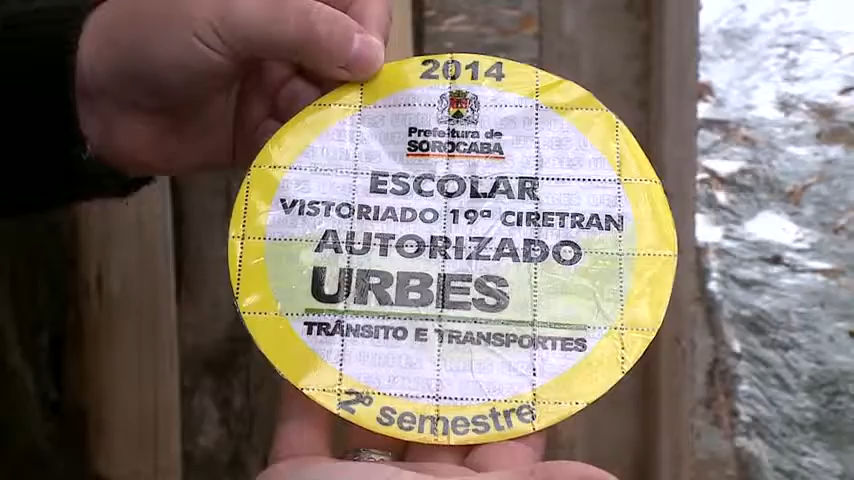 2014
Prefeitura de
SOROCABA
ESCOLAR
VISTORIADO 19ª CIRETRAN
AUTORIZADO
URBES
TRÂNSITO E TRANSPORTES
2º semestre